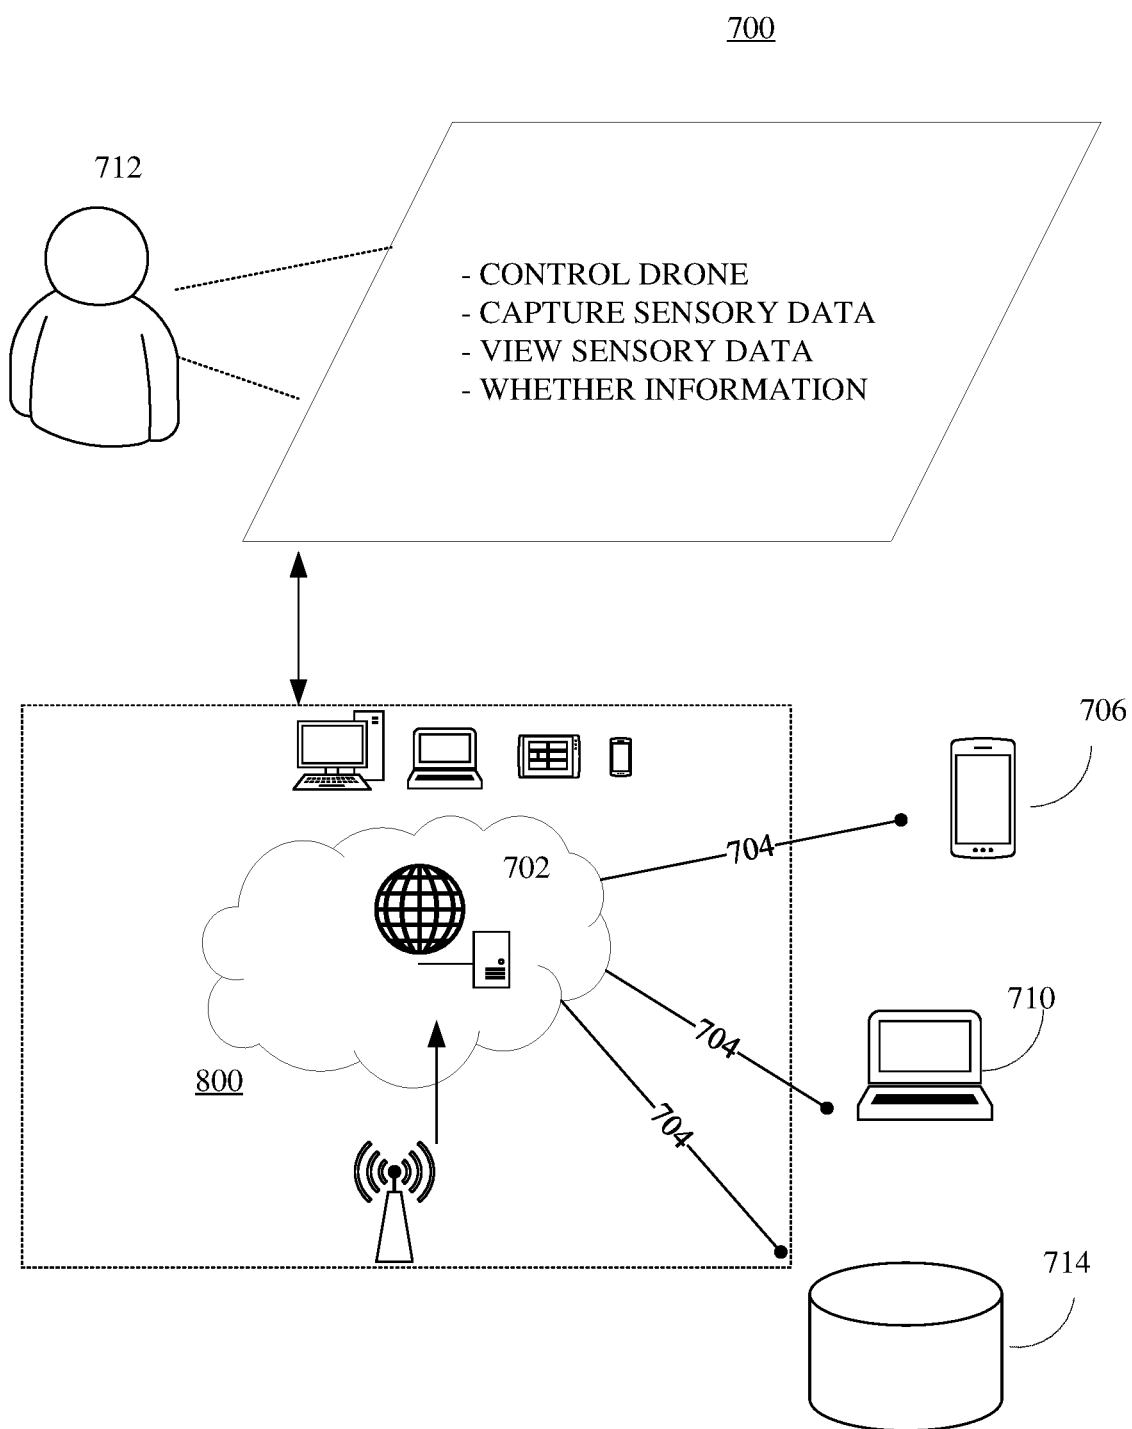 700
712
- CONTROL DRONE
- CAPTURE SENSORY DATA
- VIEW SENSORY DATA
- WHETHER INFORMATION
706
704
702
710
704
800
704
714